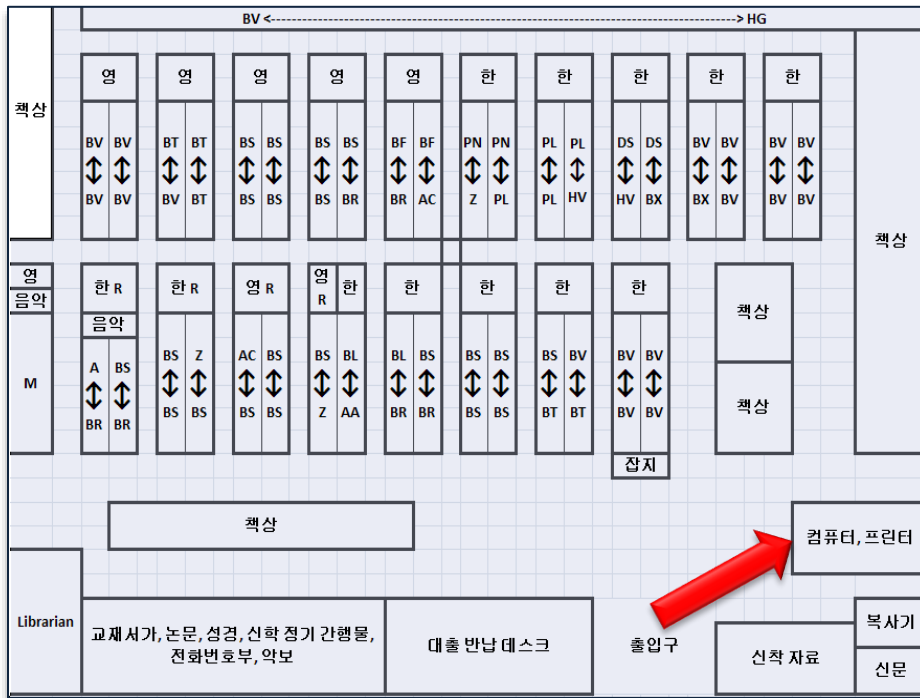 BV <---------------------------------------------------> HG
책상
영 영 영 영 영 한 한 한 한 한
BV BV BT BT BS BS BS BS BF BF PN PN PL PL DS DS BV BV BV BV
BV BV BV BT BS BS BS BR BR AC Z PL PL HV HV BX BX BV BV BV
책상
영
음악
M
한 R 한 R 영 R 영 R 한 한 한 한 한
음악
A BS BS Z AC BS BS BL BL BS BS BS BS BV BV BV
BR BR BS BS BS BS Z AA BR BR BS BS BT BT BV BV
잡지
책상
책상
책상
컴퓨터, 프린터
Librarian
교재서가, 논문, 성경, 신학 정기 간행물,
전화번호부, 악보
대출 반납 데스크
출입구
신착 자료
복사기
신문